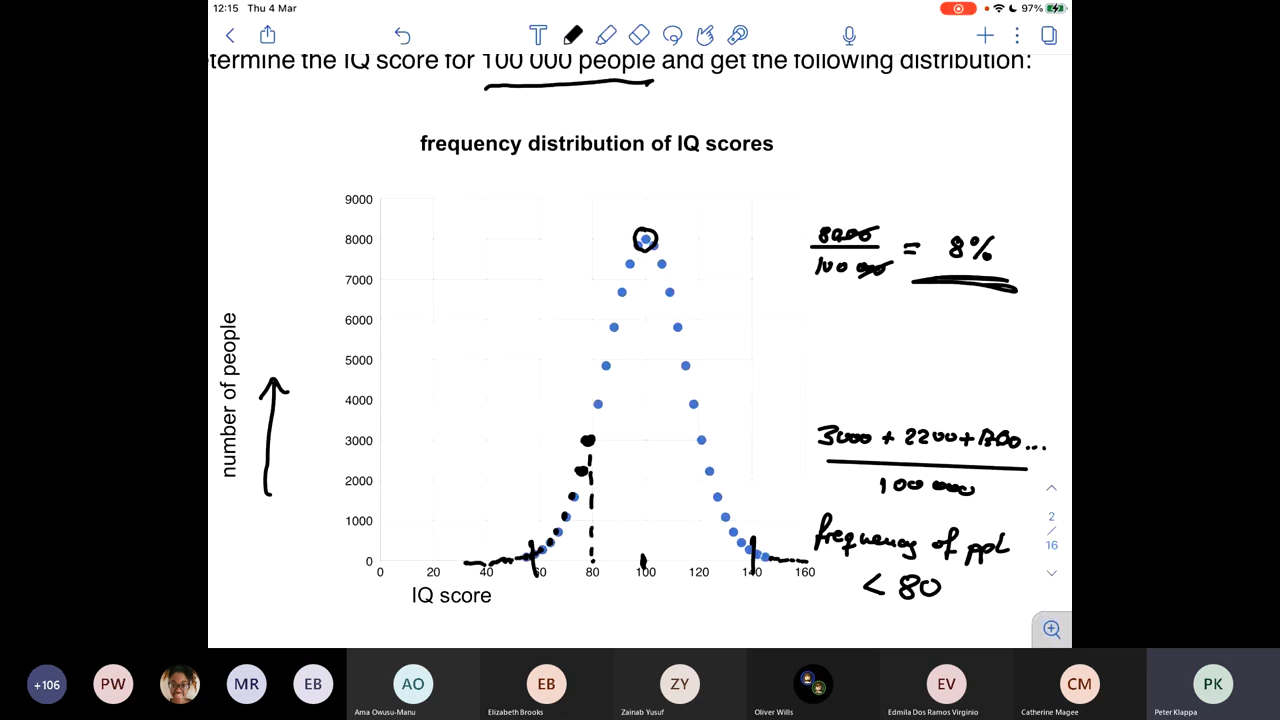 12:15 Thu 4 Mar
97%
termine the IQ score for 100 000 people and get the following distribution:
frequency distribution of IQ scores
number of people
9000
8000
7000
6000
5000
4000
3000
2000
1000
0
0 20 40 60 80 100 120 140 160
IQ score
8000
100 000
= 8%
3000 + 2200 +
...
100 000
frequency of ppl
< 80
2
/
16
+106
PW
MR
EB
AO
Ama Owusu-Manu
EB
Elizabeth Brooks
ZY
Zainab Yusuf
Oliver Wills
EV
Edmila Dos Ramos Virginio
CM
Catherine Magee
PK
Peter Klappa